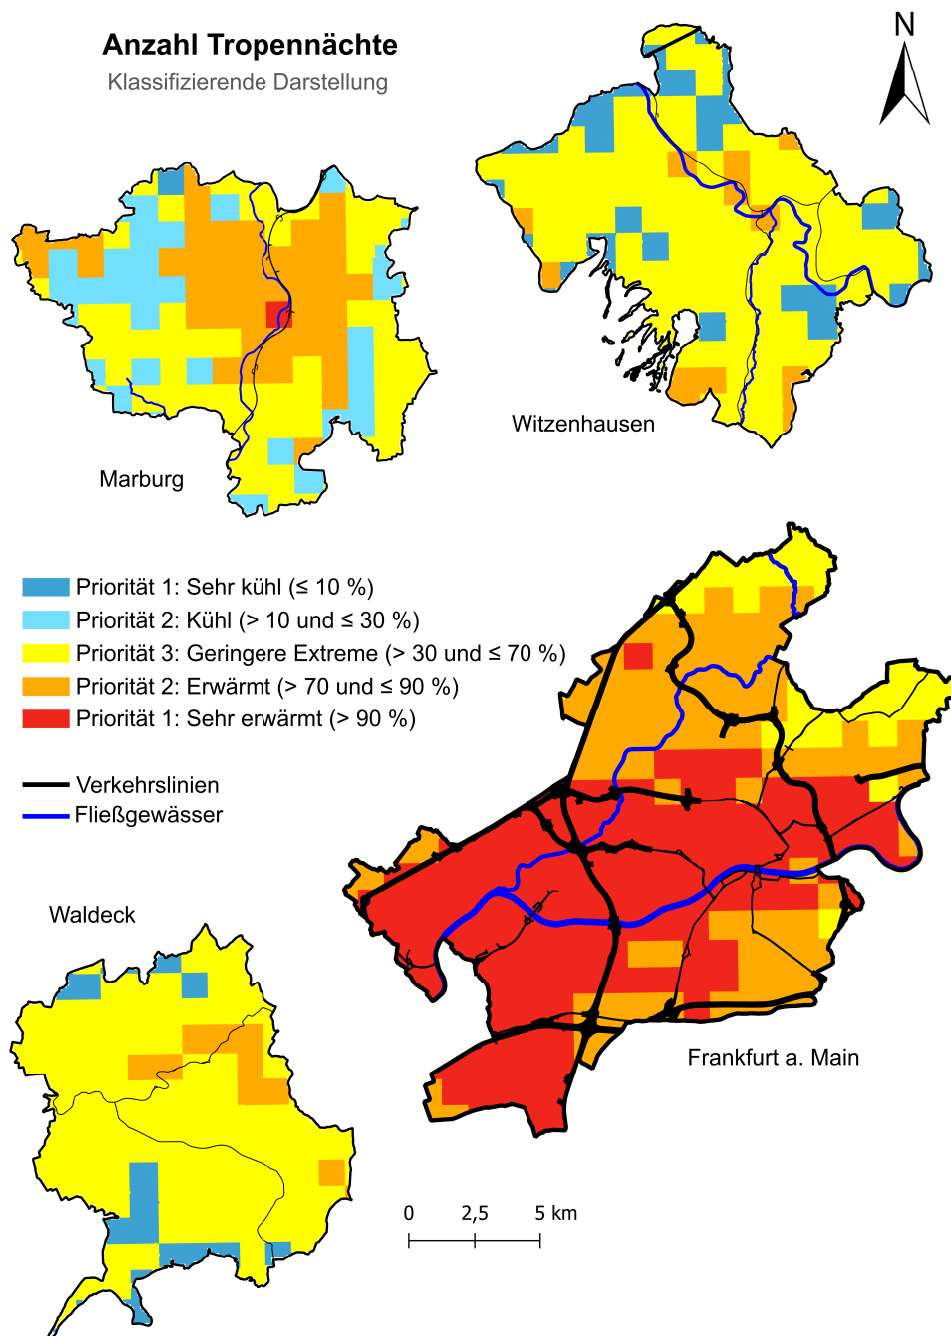 Anzahl Tropennächte
Klassifizierende Darstellung
N
Marburg
Witzenhausen
Priorität 1: Sehr kühl (≤ 10 %)
Priorität 2: Kühl (> 10 und ≤ 30 %)
Priorität 3: Geringere Extreme (> 30 und ≤ 70 %)
Priorität 2: Erwärmt (> 70 und ≤ 90 %)
Priorität 1: Sehr erwärmt (> 90 %)
Verkehrslinien
Fließgewässer
Waldeck
Frankfurt a. Main
0 2,5 5 km